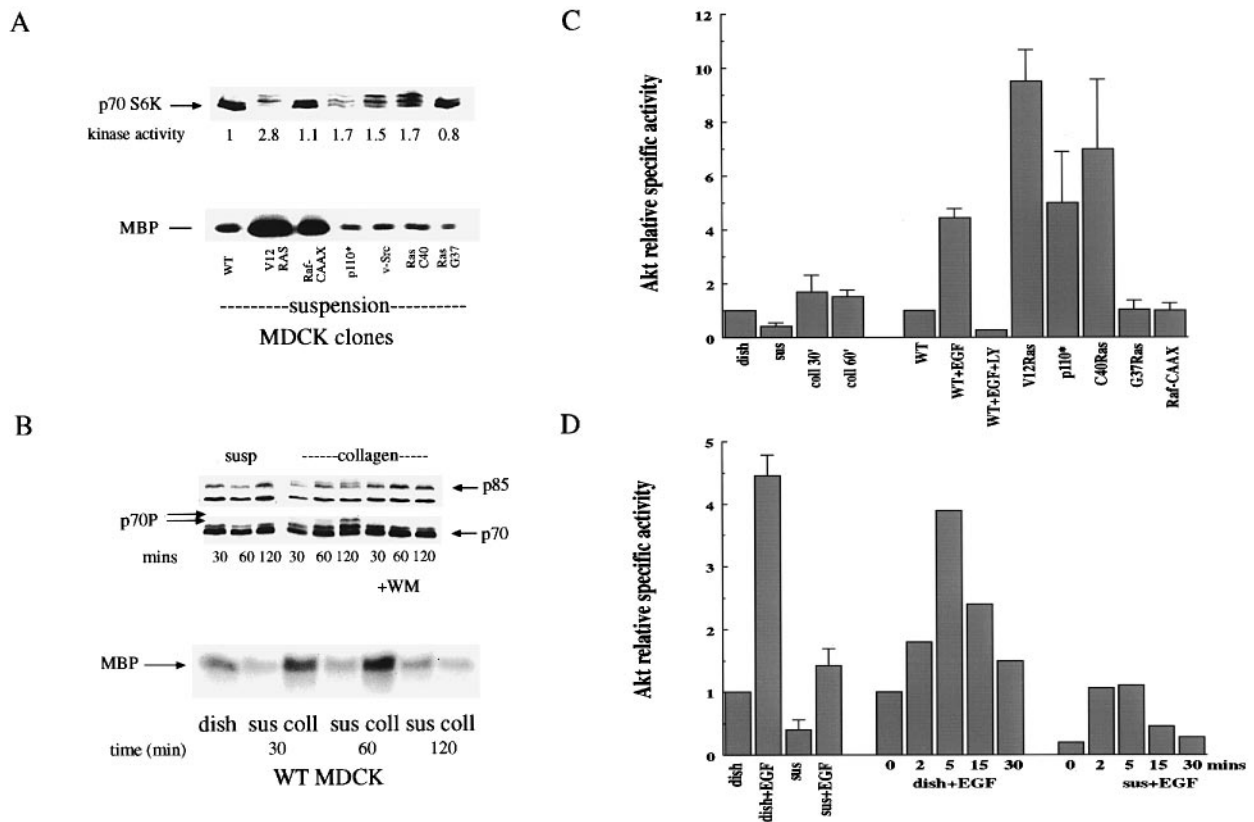 A
p70 S6K
kinase activity 1 2.8 1.1 1.7 1.5 1.7 0.8
MBP
WT
V12 RAS
Raf-CAAX
p110*
v-Src
Ras C40
Ras G37
--------suspension--------
MDCK clones
B
susp ------collagen-----
p85
p70P
p70
mins 30 60 120 30 60 120 30 60 120
+WM
MBP
dish sus coll sus coll sus coll
time (min) 30 60 120
WT MDCK
C
Akt relative specific activity
12
10
8
6
4
2
0
dish
sus
coll 30'
coll 60'
WT
WT+EGF
WT+EGF+LY
V12Ras
p110*
C40Ras
G37Ras
Raf-CAAX
D
Akt relative specific activity
5
4
3
2
1
0
dish
dish+EGF
sus
sus+EGF
0 2 5 15 30 0 2 5 15 30 mins
dish+EGF sus+EGF